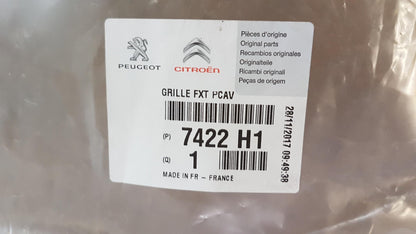 PEUGEOT
CITROËN
Pièces d'origine
Original parts
Recambios originales
Originalteile
Ricambi originali
Peças de origem
GRILLE FXT PCAV
(P) 7422 H1
(Q) 1
MADE IN FR - FRANCE
28/11/2017 09:49:38